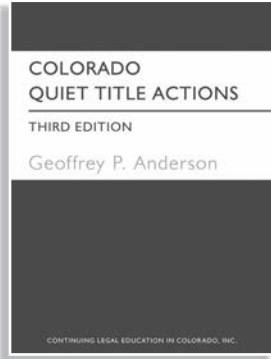 COLORADO
QUIET TITLE ACTIONS
THIRD EDITION
Geoffrey P. Anderson
CONTINUING LEGAL EDUCATION IN COLORADO, INC.